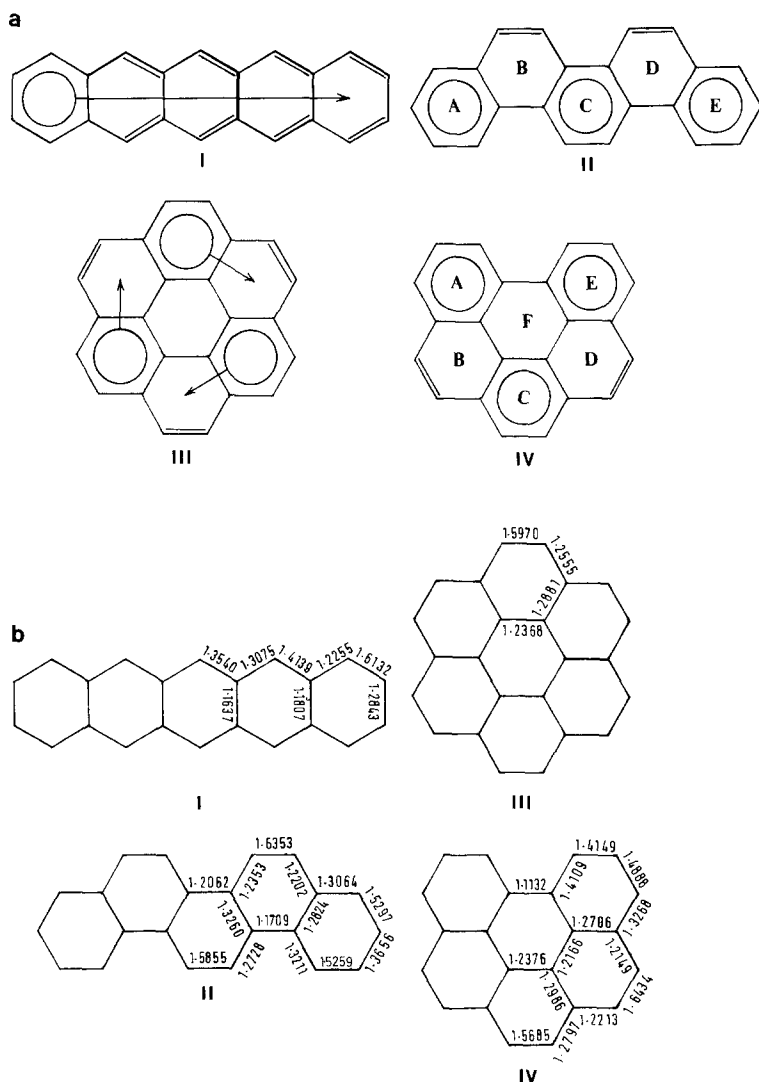 a
B D
A C E
I
II
A E
F
B D
C
III
IV
b
1·3540 1·3075 1·4139 1·2255 1·6132
1·1637 1·1807 1·2843
I
1·5970
1·2555
1·2881
1·2368
III
1·6353
1·2062 1·2353 1·2202 1·3064
1·5297
1·3260 1·1709 1·2824
1·5855 1·2728 1·3211 1·5259 1·3656
II
1·4149
1·4888
1·1132 1·4109
1·2786 1·3268
1·2376 1·2166 1·2149
1·2986 1·6434
1·5685 1·2797 1·2213
IV